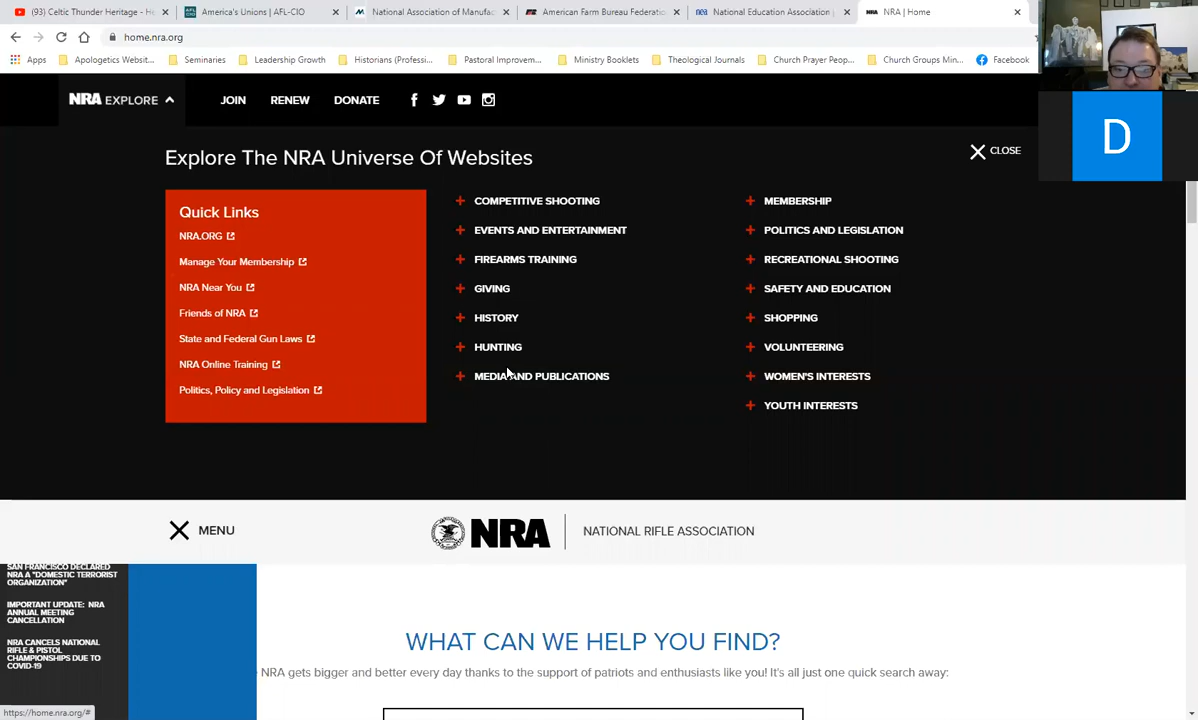 (93) Celtic Thunder Heritage - He
America's Unions | AFL-CIO
National Association of Manufac
American Farm Bureau Federatio
nea
National Education Association
NRA
NRA | Home
home.nra.org
Apps
Apologetics Websit...
Seminaries
Leadership Growth
Historians (Profess...
Pastoral Improvem...
Ministry Booklets
Theological Journals
Church Prayer Peop...
Church Groups Min...
Facebook
NRA EXPLORE
JOIN
RENEW
DONATE
D
Explore The NRA Universe Of Websites
CLOSE
Quick Links
NRA.ORG
Manage Your Membership
NRA Near You
Friends of NRA
State and Federal Gun Laws
NRA Online Training
Politics, Policy and Legislation
+ COMPETITIVE SHOOTING
+ EVENTS AND ENTERTAINMENT
+ FIREARMS TRAINING
+ GIVING
+ HISTORY
+ HUNTING
+ MEDIA AND PUBLICATIONS
+ MEMBERSHIP
+ POLITICS AND LEGISLATION
+ RECREATIONAL SHOOTING
+ SAFETY AND EDUCATION
+ SHOPPING
+ VOLUNTEERING
+ WOMEN'S INTERESTS
+ YOUTH INTERESTS
MENU
NRA
NATIONAL RIFLE ASSOCIATION
SAN FRANCISCO DECLARED
NRA A "DOMESTIC TERRORIST
ORGANIZATION"
IMPORTANT UPDATE: NRA
ANNUAL MEETING
CANCELLATION
NRA CANCELS NATIONAL
RIFLE & PISTOL
CHAMPIONSHIPS DUE TO
COVID-19
WHAT CAN WE HELP YOU FIND?
NRA gets bigger and better every day thanks to the support of patriots and enthusiasts like you! It's all just one quick search away:
https://home.nra.org/#